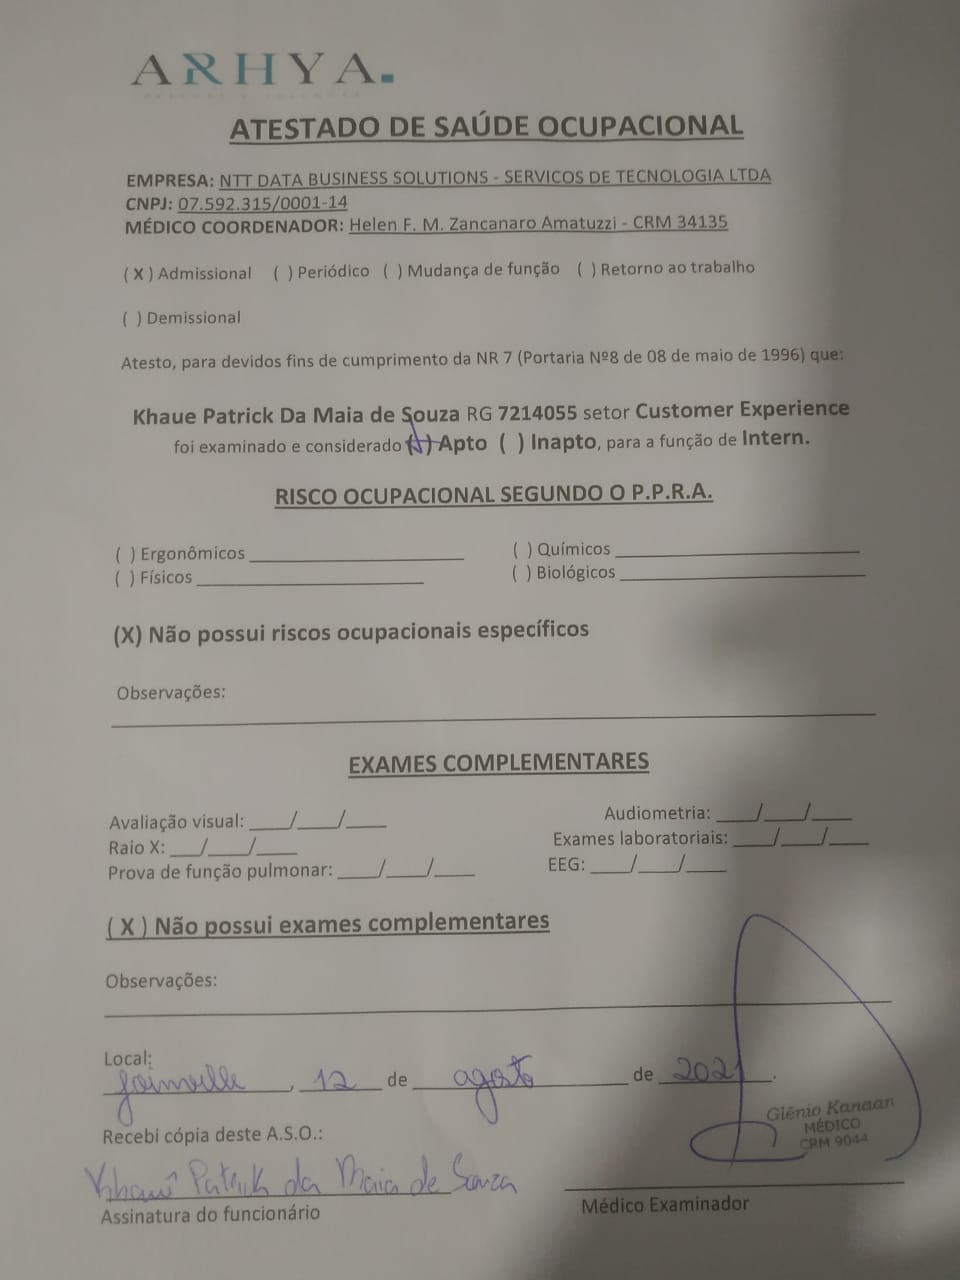 ARHYA.
ATESTADO DE SAÚDE OCUPACIONAL
EMPRESA: NTT DATA BUSINESS SOLUTIONS - SERVICOS DE TECNOLOGIA LTDA
CNPJ: 07.592.315/0001-14
MÉDICO COORDENADOR: Helen F. M. Zancanaro Amatuzzi - CRM 34135
( X ) Admissional ( ) Periódico ( ) Mudança de função ( ) Retorno ao trabalho
( ) Demissional
Atesto, para devidos fins de cumprimento da NR 7 (Portaria Nº8 de 08 de maio de 1996) que:
Khaue Patrick Da Maia de Souza RG 7214055 setor Customer Experience
foi examinado e considerado (X) Apto ( ) Inapto, para a função de Intern.
RISCO OCUPACIONAL SEGUNDO O P.P.R.A.
( ) Ergonômicos ____ ( ) Químicos ____
( ) Físicos ____ ( ) Biológicos ____
(X) Não possui riscos ocupacionais específicos
Observações:
EXAMES COMPLEMENTARES
Avaliação visual: ___/___/___ Audiometria: ___/___/___
Raio X: ___/___/___ Exames laboratoriais: ___/___/___
Prova de função pulmonar: ___/___/___ EEG: ___/___/___
( X ) Não possui exames complementares
Observações:
Local:
Joinville, 12 de agosto de 2021.
Glênio Kanaan
MÉDICO
CRM 9044
Recebi cópia deste A.S.O.:
Khauê Patrick da Maia de Souza
Assinatura do funcionário
Médico Examinador